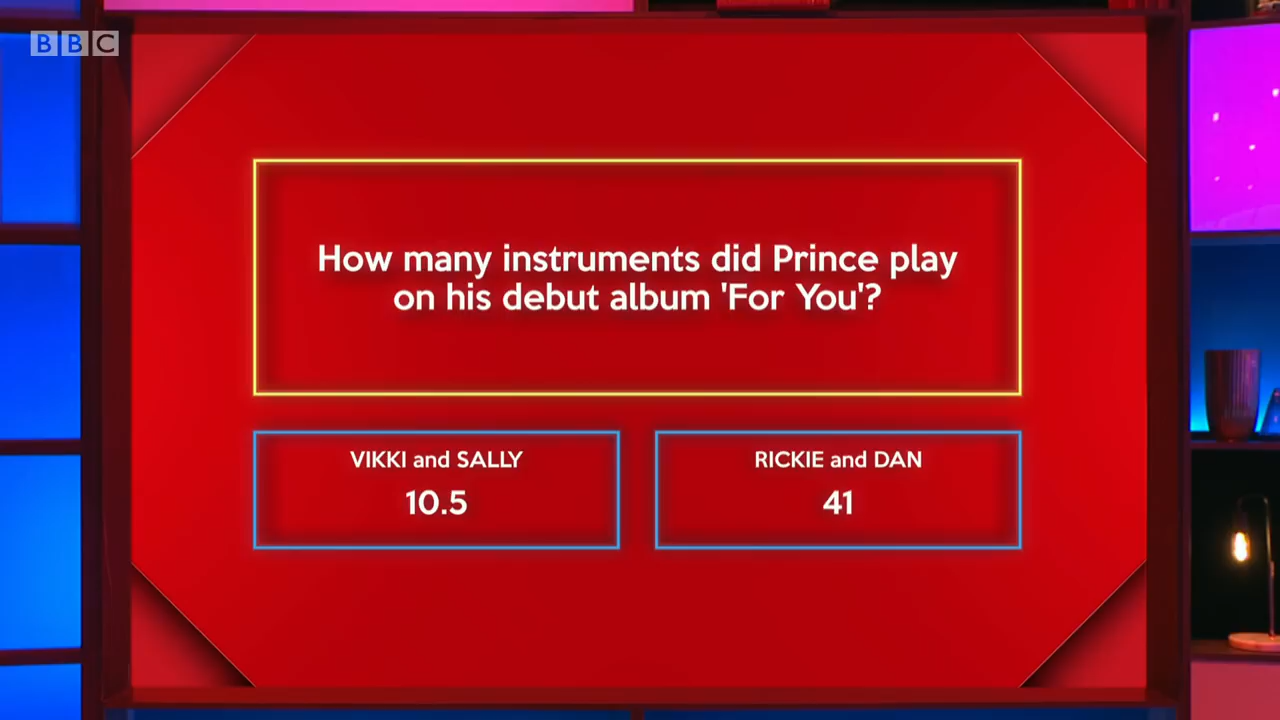 BBC
How many instruments did Prince play
on his debut album 'For You'?
VIKKI and SALLY
10.5
RICKIE and DAN
41